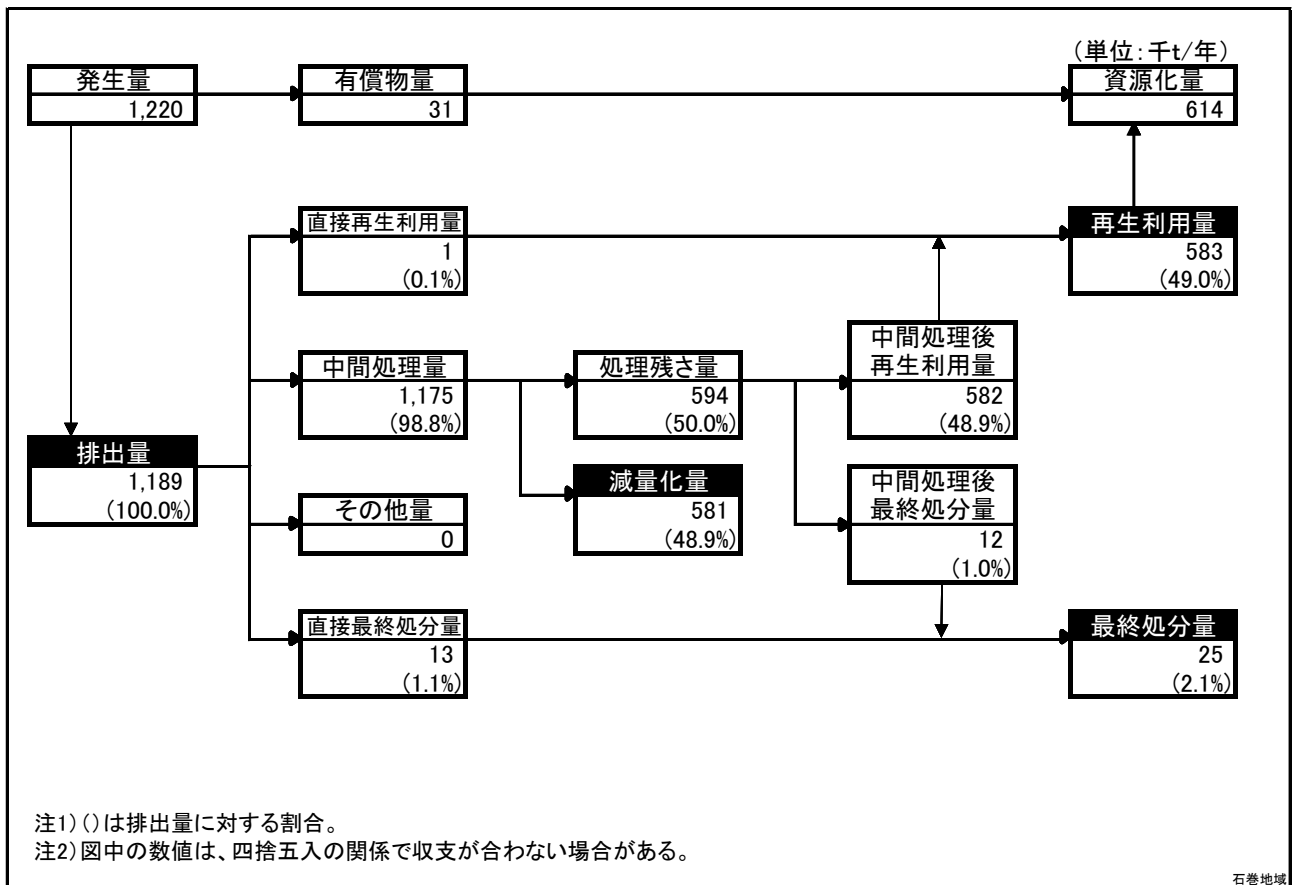 (単位:千t/年)
発生量
1,220
有償物量
31
資源化量
614
直接再生利用量
1
(0.1%)
再生利用量
583
(49.0%)
中間処理量
1,175
(98.8%)
処理残さ量
594
(50.0%)
中間処理後
再生利用量
582
(48.9%)
排出量
1,189
(100.0%)
減量化量
581
(48.9%)
中間処理後
最終処分量
12
(1.0%)
その他量
0
直接最終処分量
13
(1.1%)
最終処分量
25
(2.1%)
注1)()は排出量に対する割合。
注2)図中の数値は、四捨五入の関係で収支が合わない場合がある。
石巻地域